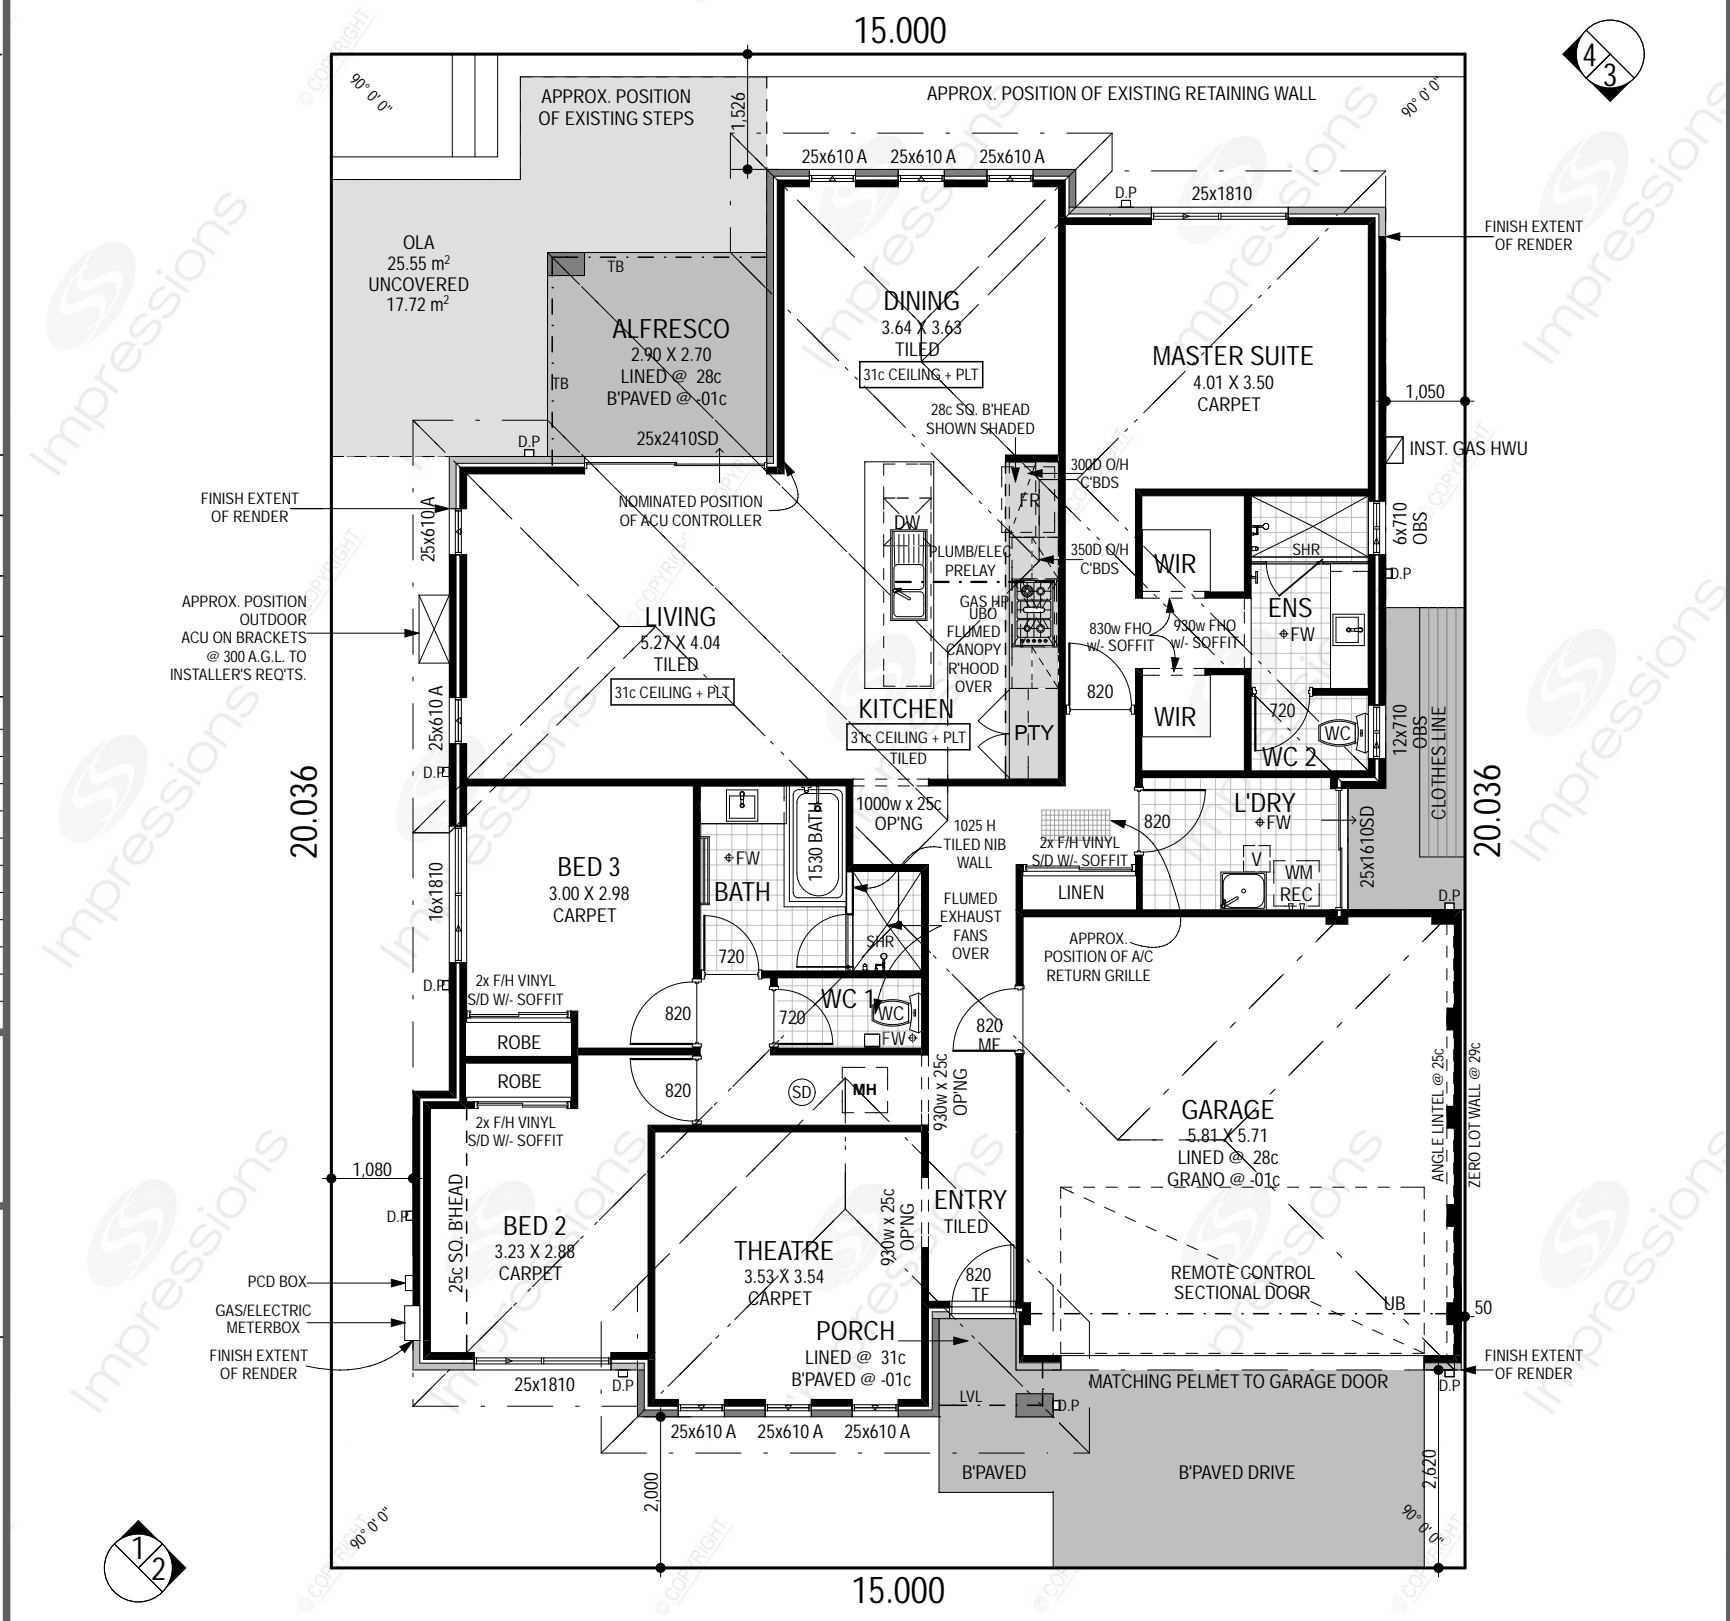 15.000
4
3
© COPYRIGHT
90° 0' 0"
APPROX. POSITION
OF EXISTING STEPS
1,526
APPROX. POSITION OF EXISTING RETAINING WALL
90° 0' 0"
25x610 A
25x610 A
25x610 A
D.P
25x1810
FINISH EXTENT
OF RENDER
Impressions
Impressions
Impressions
OLA
25.55 m²
UNCOVERED
17.72 m²
TB
TB
ALFRESCO
2.90 X 2.70
LINED @ 28c
B'PAVED @ -01c
DINING
3.64 X 3.63
TILED
31c CEILING + PLT
MASTER SUITE
4.01 X 3.50
CARPET
1,050
28c SQ. B'HEAD
SHOWN SHADED
D.P
25x2410SD
INST. GAS HWU
300D O/H
C'BDS
FR
FINISH EXTENT
OF RENDER
25x610 A
NOMINATED POSITION
OF ACU CONTROLLER
DW
PLUMB/ELEC
PRELAY
350D O/H
C'BDS
WIR
SHR
6x710
OBS
D.P
APPROX. POSITION
OUTDOOR
ACU ON BRACKETS
@ 300 A.G.L. TO
INSTALLER'S REQ'TS.
LIVING
5.27 X 4.04
TILED
31c CEILING + PLT
GAS HP
UBO
FLUMED
CANOPY
R'HOOD
OVER
830w FHO
w/- SOFFIT
930w FHO
w/- SOFFIT
ENS
FW
820
WIR
720
WC
WC 2
12x710
OBS
CLOTHES LINE
25x610 A
KITCHEN
31c CEILING + PLT
TILED
PTY
D.P
20.036
20.036
1000w x 25c
OP'NG
L'DRY
FW
820
25x1610SD
1025 H
TILED NIB
WALL
2x F/H VINYL
S/D W/- SOFFIT
LINEN
V
WM
REC
D.P
BED 3
3.00 X 2.98
CARPET
16x1810
FW
BATH
1530 BATH
SHR
720
FLUMED
EXHAUST
FANS
OVER
APPROX.
POSITION OF A/C
RETURN GRILLE
D.P
2x F/H VINYL
S/D W/- SOFFIT
ROBE
820
WC 1
720
WC
FW
820
MF
ROBE
820
SD
MH
930w x 25c
OP'NG
2x F/H VINYL
S/D W/- SOFFIT
GARAGE
5.81 X 5.71
LINED @ 28c
GRANO @ -01c
ANGLE LINTEL @ 25c
ZERO LOT WALL @ 29c
1,080
D.P
25c SQ. B'HEAD
BED 2
3.23 X 2.88
CARPET
THEATRE
3.53 X 3.54
CARPET
930w x 25c
OP'NG
ENTRY
TILED
820
TF
REMOTE CONTROL
SECTIONAL DOOR
UB
50
PCD BOX
GAS/ELECTRIC
METERBOX
PORCH
LINED @ 31c
B'PAVED @ -01c
FINISH EXTENT
OF RENDER
25x1810
D.P
LVL
D.P
MATCHING PELMET TO GARAGE DOOR
D.P
FINISH EXTENT
OF RENDER
25x610 A
25x610 A
25x610 A
2,000
B'PAVED
B'PAVED DRIVE
2,620
90° 0' 0"
90° 0' 0"
1
2
15.000